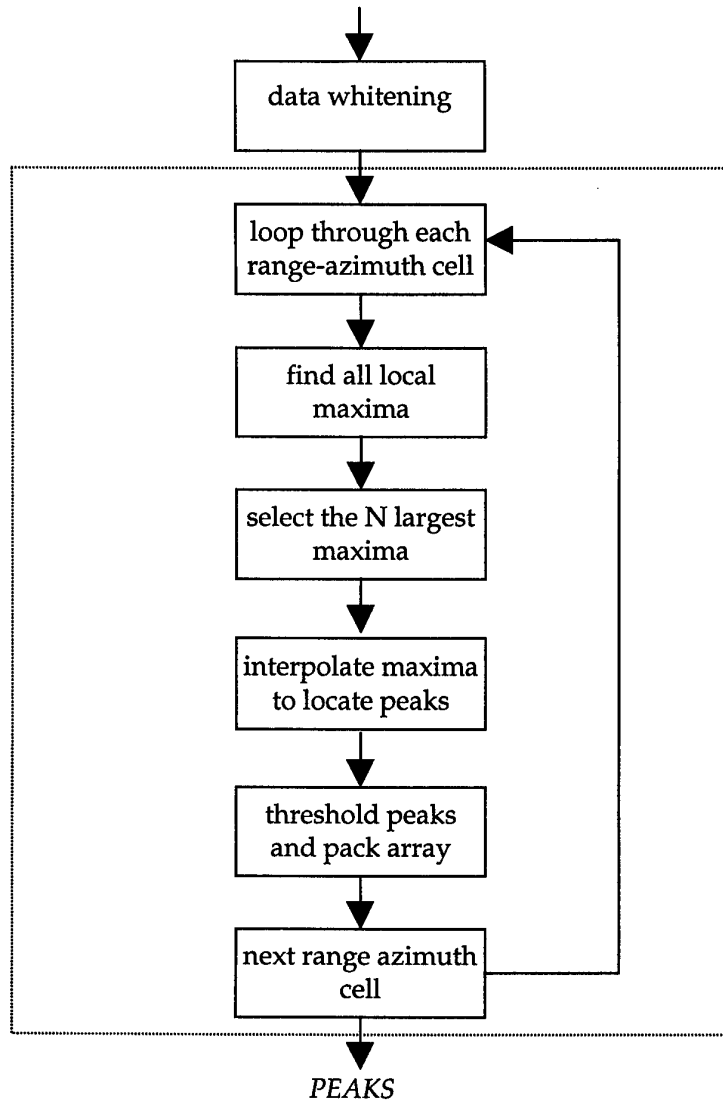 data whitening
loop through each
range-azimuth cell
find all local
maxima
select the N largest
maxima
interpolate maxima
to locate peaks
threshold peaks
and pack array
next range azimuth
cell
PEAKS